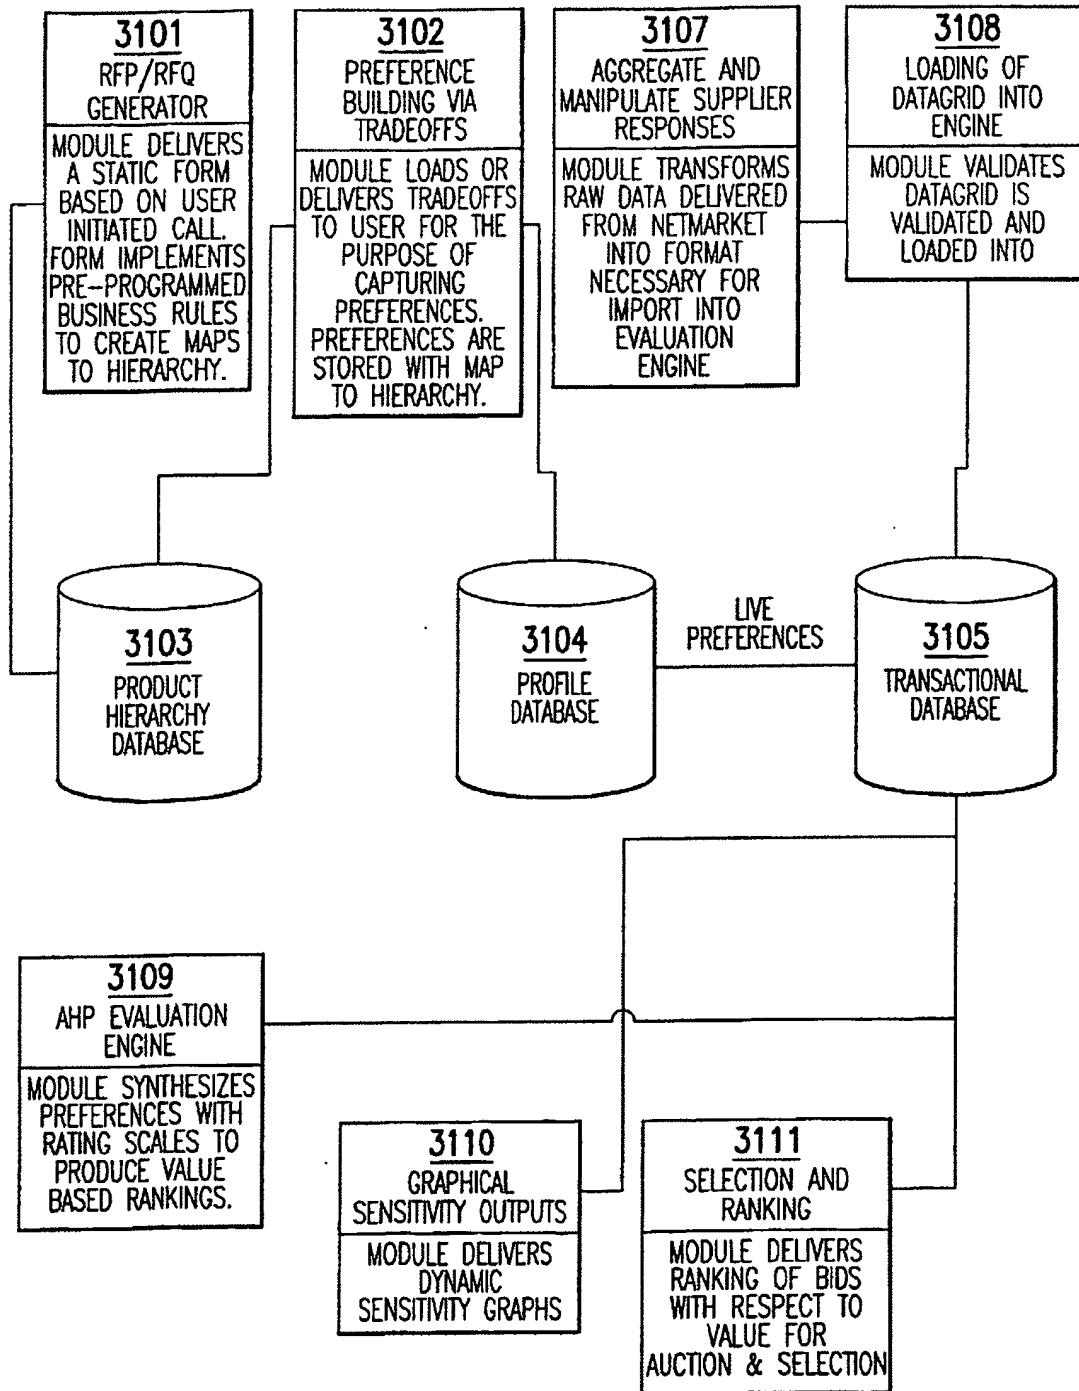 3101
RFP/RFQ
GENERATOR
MODULE DELIVERS
A STATIC FORM
BASED ON USER
INITIATED CALL.
FORM IMPLEMENTS
PRE-PROGRAMMED
BUSINESS RULES
TO CREATE MAPS
TO HIERARCHY.
3102
PREFERENCE
BUILDING VIA
TRADEOFFS
MODULE LOADS OR
DELIVERS TRADEOFFS
TO USER FOR THE
PURPOSE OF
CAPTURING
PREFERENCES.
PREFERENCES ARE
STORED WITH MAP
TO HIERARCHY.
3107
AGGREGATE AND
MANIPULATE SUPPLIER
RESPONSES
MODULE TRANSFORMS
RAW DATA DELIVERED
FROM NETMARKET
INTO FORMAT
NECESSARY FOR
IMPORT INTO
EVALUATION
ENGINE
3108
LOADING OF
DATAGRID INTO
ENGINE
MODULE VALIDATES
DATAGRID IS
VALIDATED AND
LOADED INTO
3103
PRODUCT
HIERARCHY
DATABASE
3104
PROFILE
DATABASE
LIVE
PREFERENCES
3105
TRANSACTIONAL
DATABASE
3109
AHP EVALUATION
ENGINE
MODULE SYNTHESIZES
PREFERENCES WITH
RATING SCALES TO
PRODUCE VALUE
BASED RANKINGS.
3110
GRAPHICAL
SENSITIVITY OUTPUTS
MODULE DELIVERS
DYNAMIC
SENSITIVITY GRAPHS
3111
SELECTION AND
RANKING
MODULE DELIVERS
RANKING OF BIDS
WITH RESPECT TO
VALUE FOR
AUCTION & SELECTION